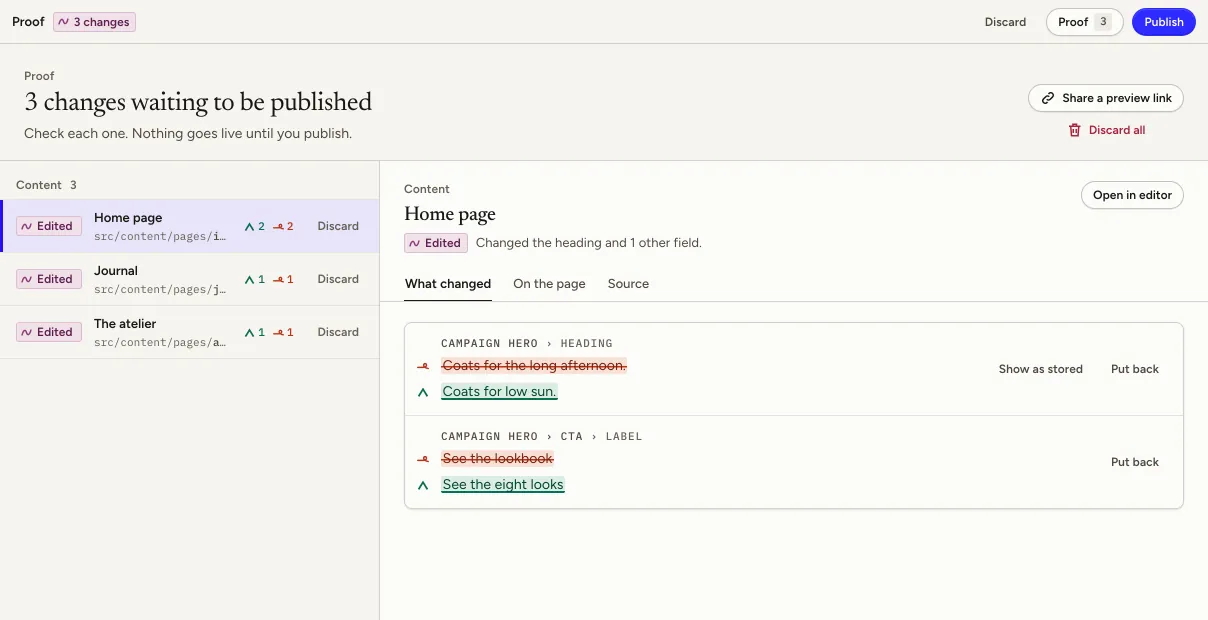 Proof 3 changes Discard Proof 3 Publish
Proof
3 changes waiting to be published
Check each one. Nothing goes live until you publish.
Share a preview link
Discard all
Content 3
Edited Home page 2 2 Discard
src/content/pages/i…
Edited Journal 1 1 Discard
src/content/pages/j…
Edited The atelier 1 1 Discard
src/content/pages/a…
Content
Home page
Open in editor
Edited Changed the heading and 1 other field.
What changed On the page Source
CAMPAIGN HERO › HEADING
Coats for the long afternoon.
Coats for low sun.
Show as stored Put back
CAMPAIGN HERO › CTA › LABEL
See the lookbook
See the eight looks
Put back